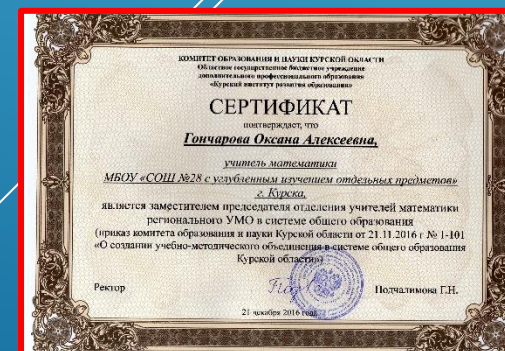 КОМИТЕТ ОБРАЗОВАНИЯ И НАУКИ КУРСКОЙ ОБЛАСТИ
Областное государственное бюджетное учреждение
дополнительного профессионального образования
«Курский институт развития образования»
СЕРТИФИКАТ
подтверждает, что
Гончарова Оксана Алексеевна,
учитель математики
МБОУ «СОШ №28 с углубленным изучением отдельных предметов»
г. Курска,
является заместителем председателя отделения учителей математики
регионального УМО в системе общего образования
(приказ комитета образования и науки Курской области от 21.11.2016 г № 1-101
«О создании учебно-методического объединения в системе общего образования
Курской области»)
Ректор
Подчалимова Г.Н.
21 декабря 2016 года